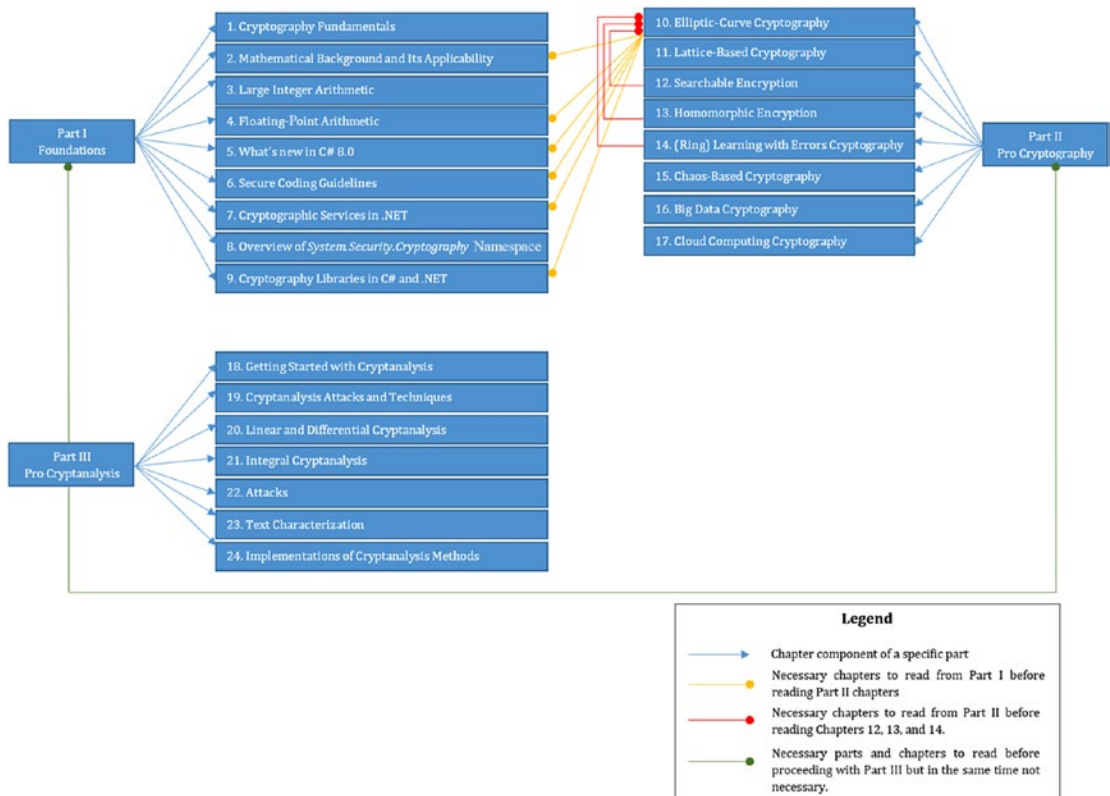 Part I
Foundations
1. Cryptography Fundamentals
2. Mathematical Background and Its Applicability
3. Large Integer Arithmetic
4. Floating-Point Arithmetic
5. What's new in C# 8.0
6. Secure Coding Guidelines
7. Cryptographic Services in .NET
8. Overview of System.Security.Cryptography Namespace
9. Cryptography Libraries in C# and .NET
10. Elliptic-Curve Cryptography
11. Lattice-Based Cryptography
12. Searchable Encryption
13. Homomorphic Encryption
14. (Ring) Learning with Errors Cryptography
15. Chaos-Based Cryptography
16. Big Data Cryptography
17. Cloud Computing Cryptography
Part II
Pro Cryptography
Part III
Pro Cryptanalysis
18. Getting Started with Cryptanalysis
19. Cryptanalysis Attacks and Techniques
20. Linear and Differential Cryptanalysis
21. Integral Cryptanalysis
22. Attacks
23. Text Characterization
24. Implementations of Cryptanalysis Methods
Legend
Chapter component of a specific part
Necessary chapters to read from Part I before
reading Part II chapters
Necessary chapters to read from Part II before
reading Chapters 12, 13, and 14.
Necessary parts and chapters to read before
proceeding with Part III but in the same time not
necessary.